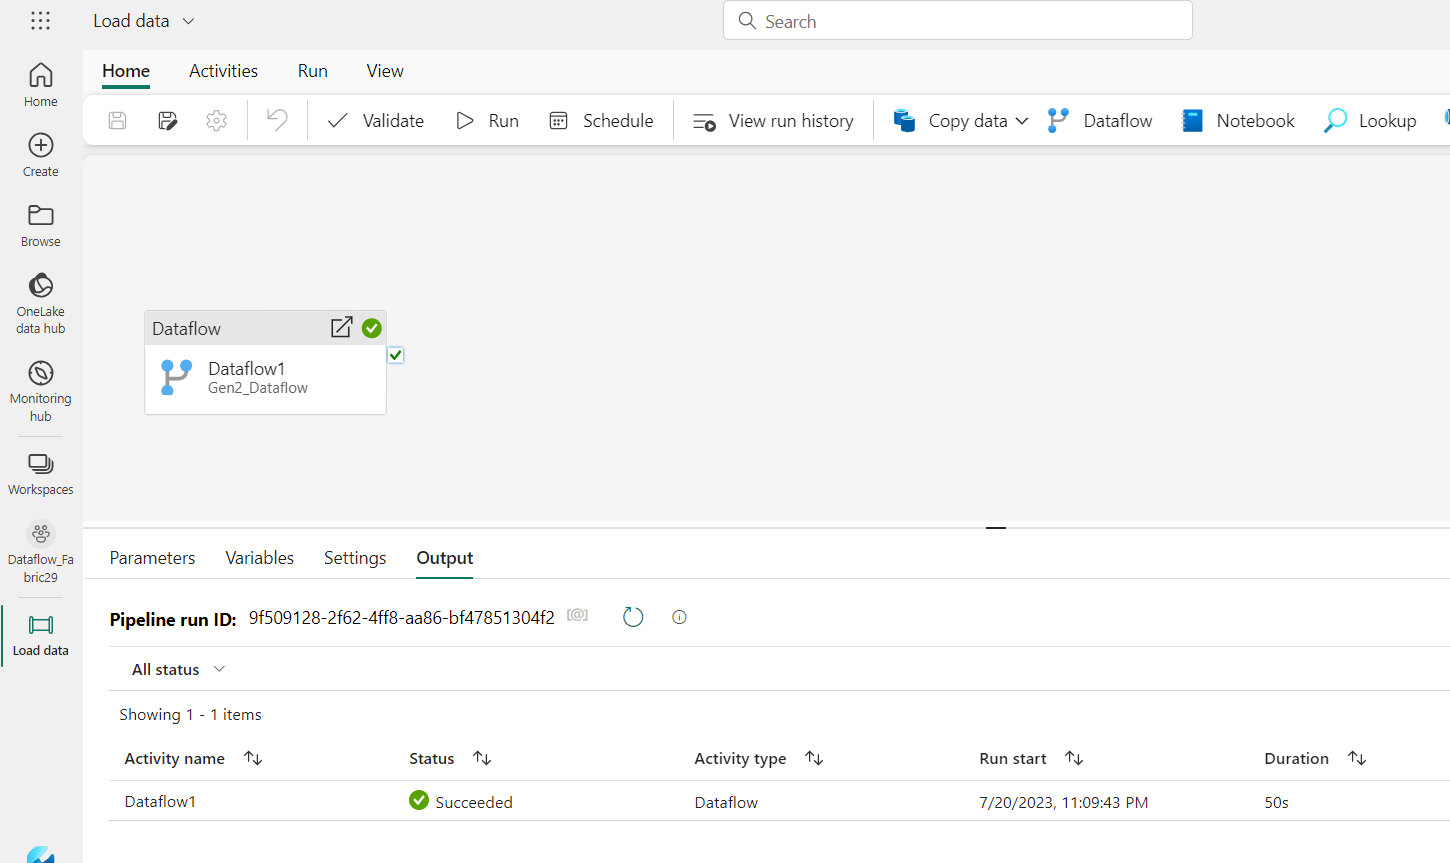 Load data
Search
Home
Activities
Run
View
Validate
Run
Schedule
View run history
Copy data
Dataflow
Notebook
Lookup
Home
Create
Browse
OneLake
data hub
Monitoring
hub
Workspaces
Dataflow_Fa
bric29
Load data
Dataflow
Dataflow1
Gen2_Dataflow
Parameters
Variables
Settings
Output
Pipeline run ID: 9f509128-2f62-4ff8-aa86-bf47851304f2 [@]
All status
Showing 1 - 1 items
Activity name Status Activity type Run start Duration
Dataflow1 Succeeded Dataflow 7/20/2023, 11:09:43 PM 50s